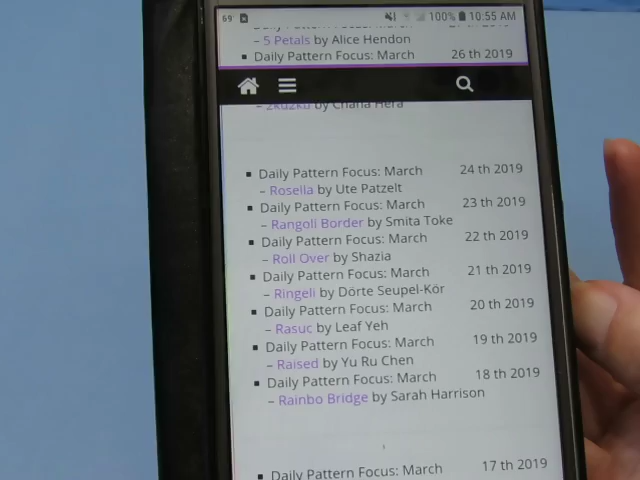 69° 100% 10:55 AM
– 5 Petals by Alice Hendon
Daily Pattern Focus: March 26 th 2019
– Zkuzku by Chana Hera
Daily Pattern Focus: March 24 th 2019
– Rosella by Ute Patzelt
Daily Pattern Focus: March 23 th 2019
– Rangoli Border by Smita Toke
Daily Pattern Focus: March 22 th 2019
– Roll Over by Shazia
Daily Pattern Focus: March 21 th 2019
– Ringeli by Dörte Seupel-Kör
Daily Pattern Focus: March 20 th 2019
– Rasuc by Leaf Yeh
Daily Pattern Focus: March 19 th 2019
– Raised by Yu Ru Chen
Daily Pattern Focus: March 18 th 2019
– Rainbo Bridge by Sarah Harrison
Daily Pattern Focus: March 17 th 2019